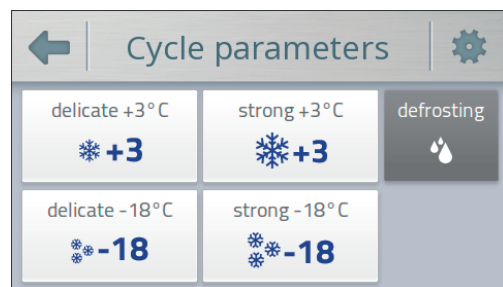 Cycle parameters
delicate +3°C
+3
strong +3°C
+3
defrosting
delicate -18°C
-18
strong -18°C
-18